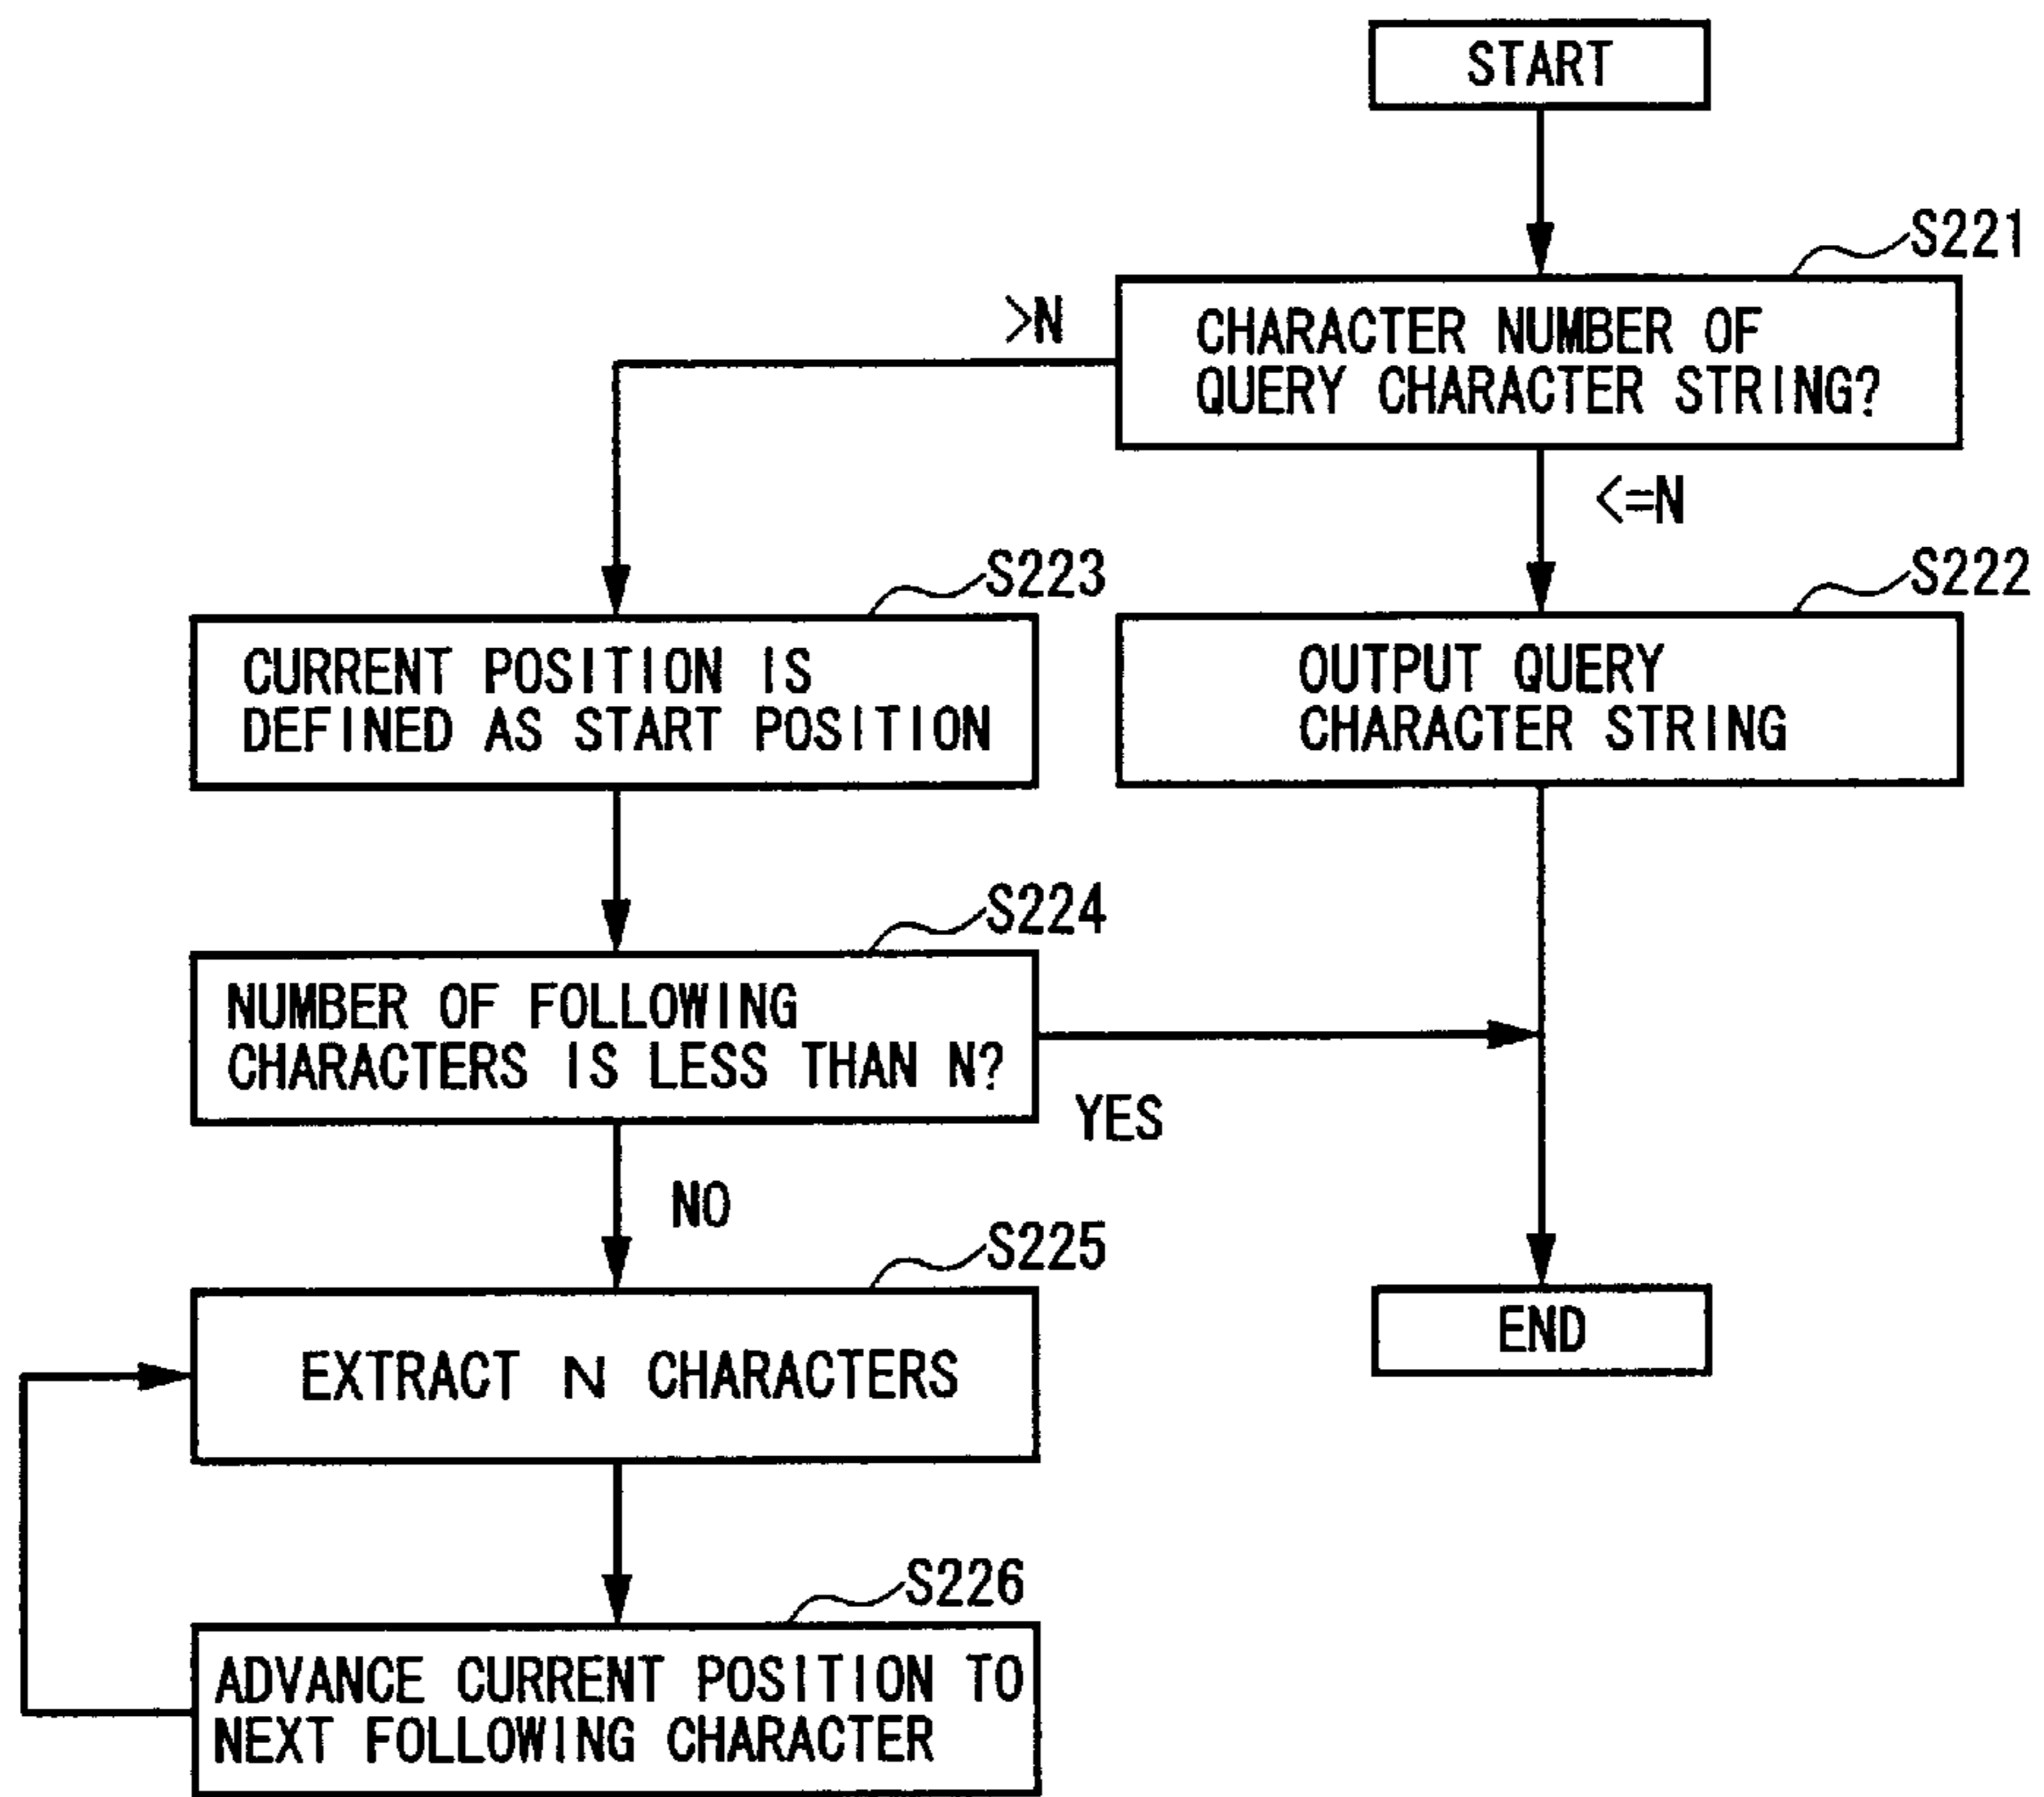 START
S221
>N
CHARACTER NUMBER OF
QUERY CHARACTER STRING?
<=N
S223
S222
CURRENT POSITION IS
DEFINED AS START POSITION
OUTPUT QUERY
CHARACTER STRING
S224
NUMBER OF FOLLOWING
CHARACTERS IS LESS THAN N?
YES
NO
S225
EXTRACT N CHARACTERS
END
S226
ADVANCE CURRENT POSITION TO
NEXT FOLLOWING CHARACTER